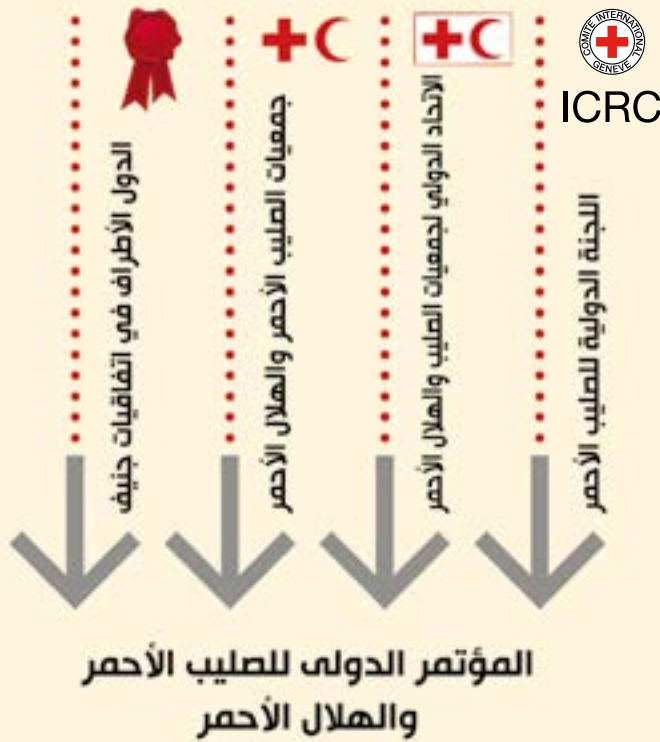 COMITE INTERNATIONAL GENEVE
ICRC
اللجنة الدولية للصليب الأحمر
الاتحاد الدولي لجمعيات الصليب والهلال الأحمر
جمعيات الصليب الأحمر والهلال الأحمر
الدول الأطراف في اتفاقيات جنيف
المؤتمر الدولى للصليب الأحمر
والهلال الأحمر